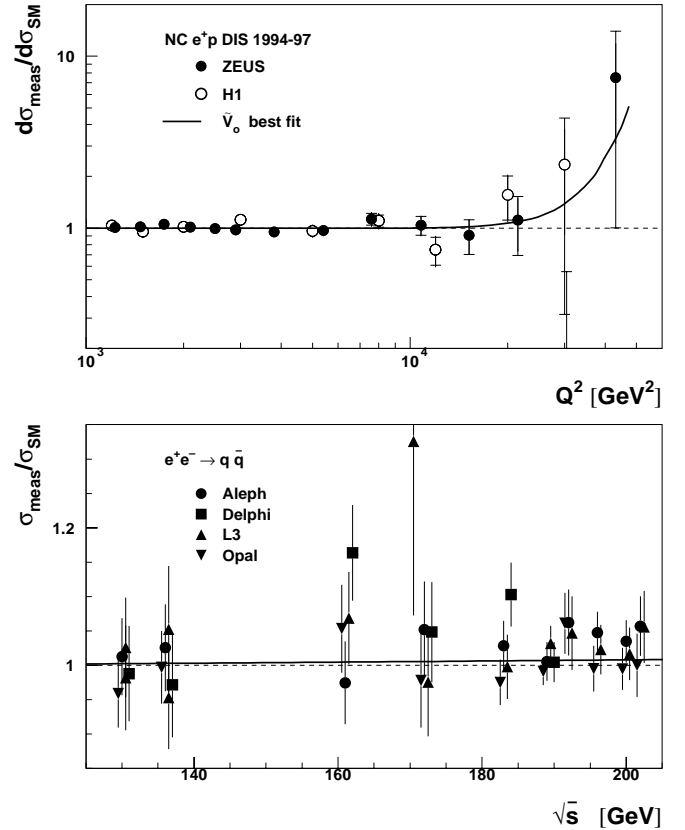 dσ_meas/dσ_SM
NC e⁺p DIS 1994-97
ZEUS
H1
Ṽ_o best fit
10
1
10³
10⁴
Q² [GeV²]
σ_meas/σ_SM
e⁺e⁻ → q q̄
Aleph
Delphi
L3
Opal
1.2
1
140
160
180
200
√s̄ [GeV]